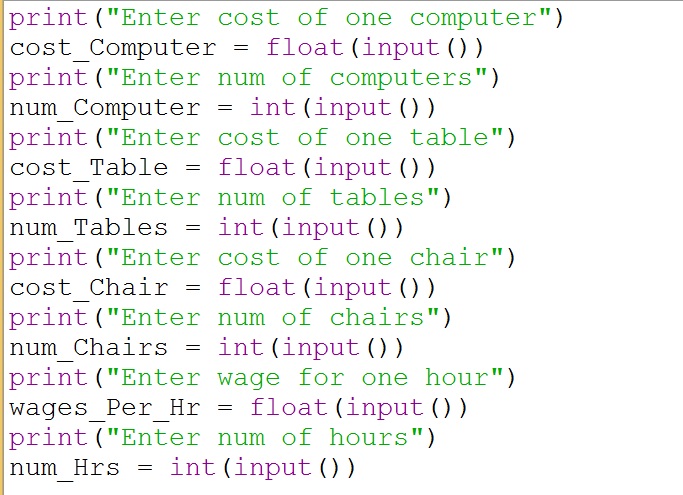 print("Enter cost of one computer")
cost_Computer = float(input())
print("Enter num of computers")
num_Computer = int(input())
print("Enter cost of one table")
cost_Table = float(input())
print("Enter num of tables")
num_Tables = int(input())
print("Enter cost of one chair")
cost_Chair = float(input())
print("Enter num of chairs")
num_Chairs = int(input())
print("Enter wage for one hour")
wages_Per_Hr = float(input())
print("Enter num of hours")
num_Hrs = int(input())